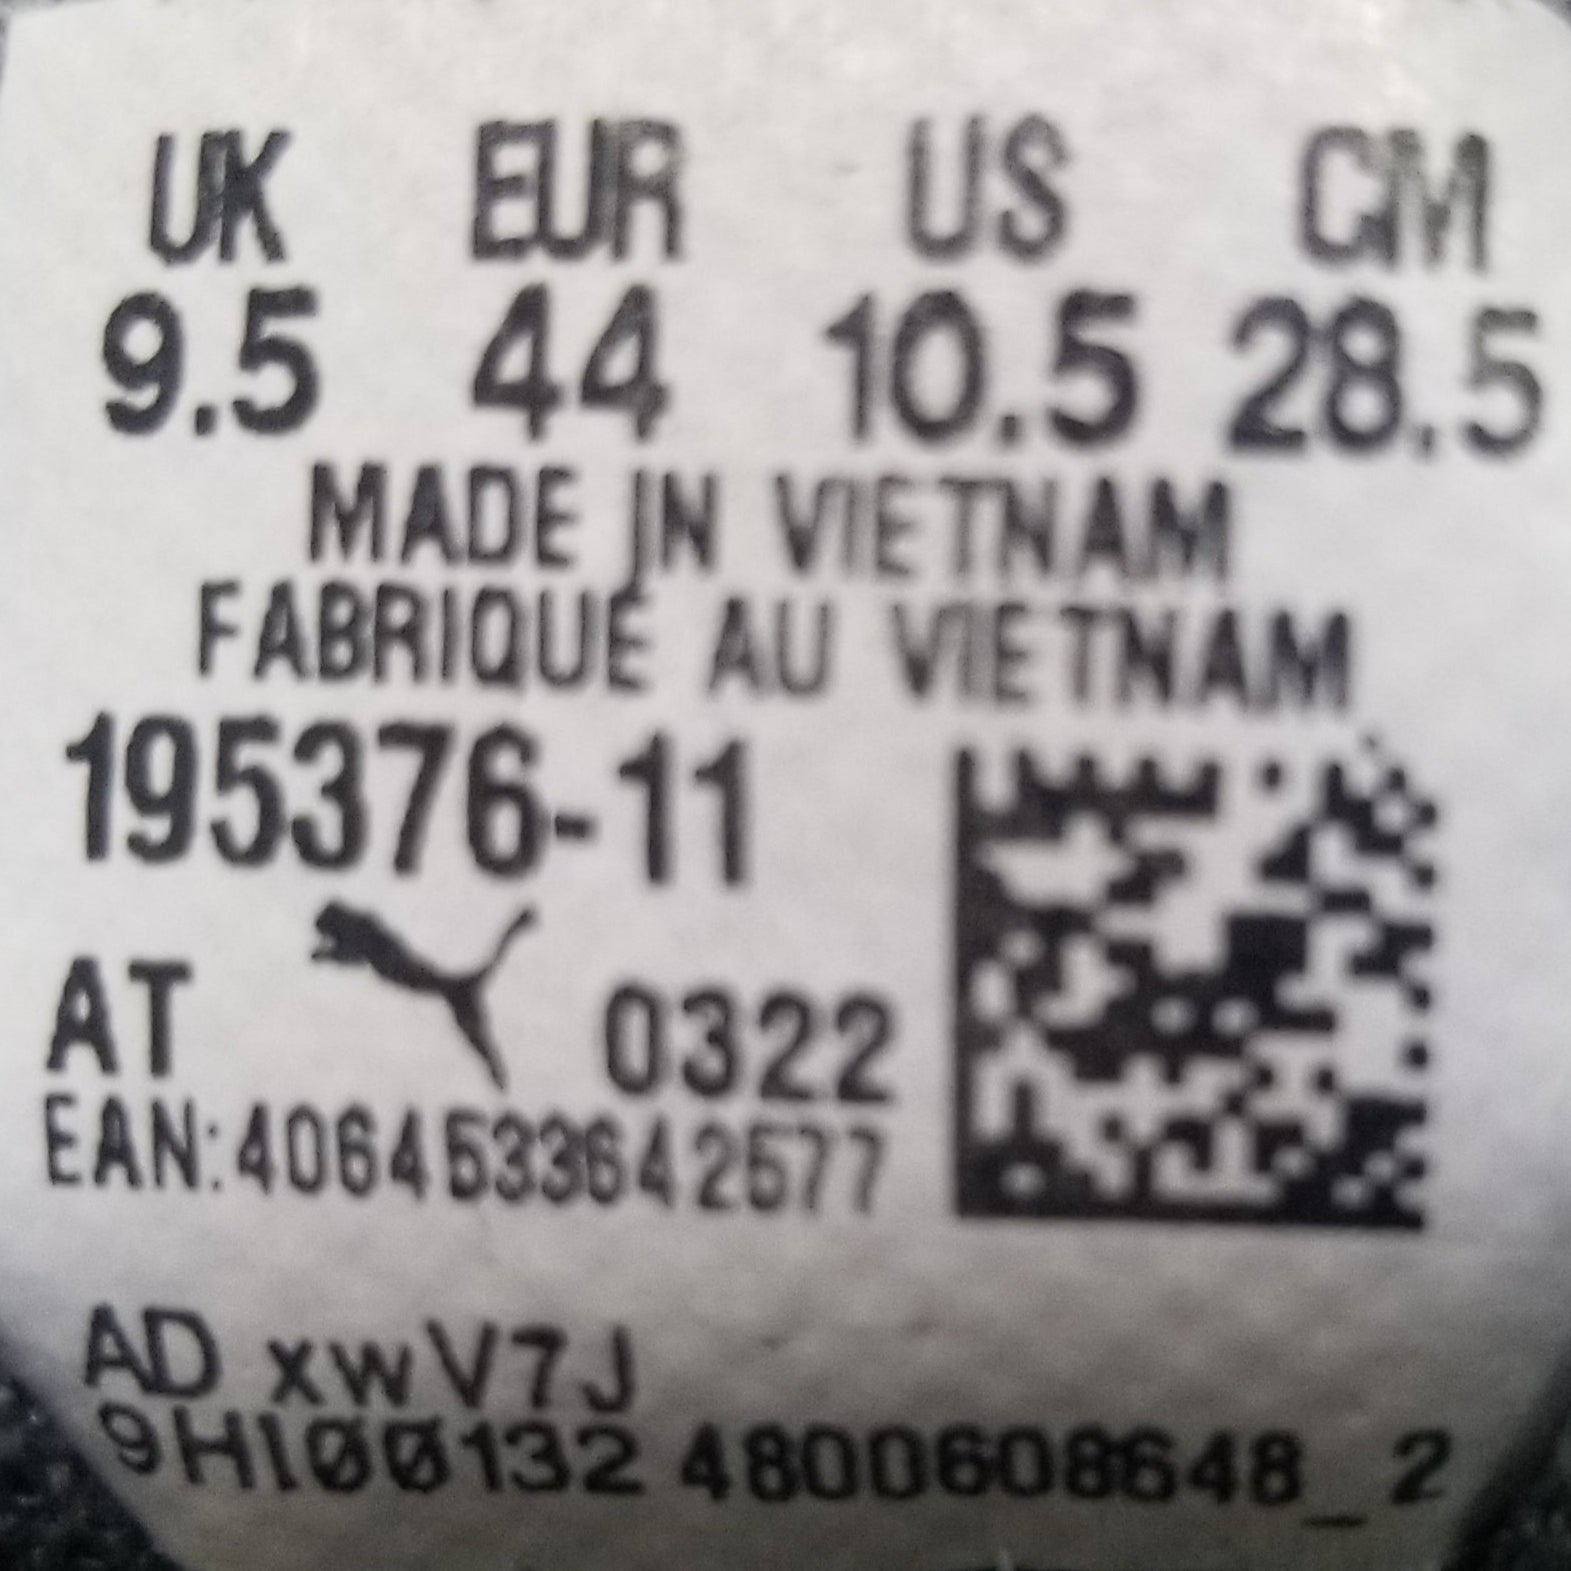 UK EUR US CM
9.5 44 10.5 28.5
MADE IN VIETNAM
FABRIQUÉ AU VIETNAM
195376-11
AT 0322
EAN:4064533642577
AD xwV7J
9HI00132 4800608648_2